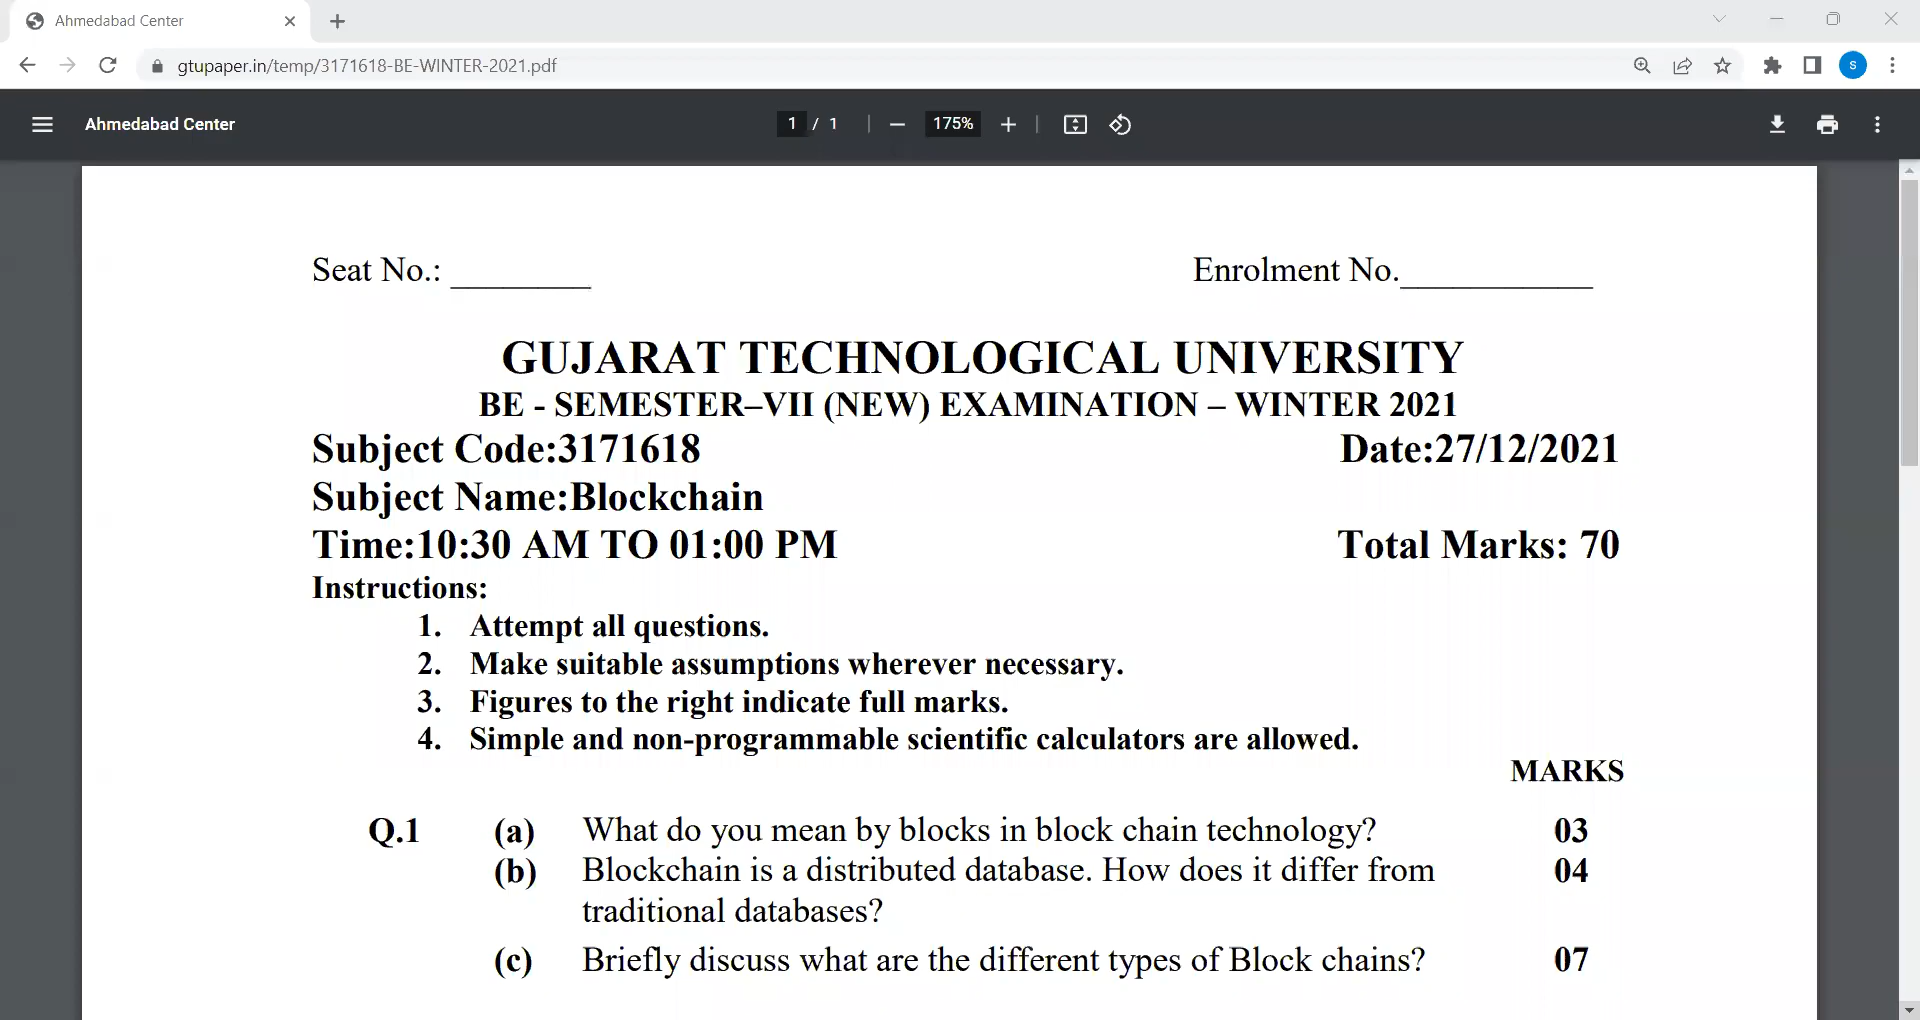 Ahmedabad Center
gtupaper.in/temp/3171618-BE-WINTER-2021.pdf
S
Ahmedabad Center
1 / 1
175%
Seat No.: ________ Enrolment No.___________
GUJARAT TECHNOLOGICAL UNIVERSITY
BE - SEMESTER–VII (NEW) EXAMINATION – WINTER 2021
Subject Code:3171618 Date:27/12/2021
Subject Name:Blockchain
Time:10:30 AM TO 01:00 PM Total Marks: 70
Instructions:
1. Attempt all questions.
2. Make suitable assumptions wherever necessary.
3. Figures to the right indicate full marks.
4. Simple and non-programmable scientific calculators are allowed.
MARKS
Q.1 (a) What do you mean by blocks in block chain technology? 03
(b) Blockchain is a distributed database. How does it differ from 04
traditional databases?
(c) Briefly discuss what are the different types of Block chains? 07